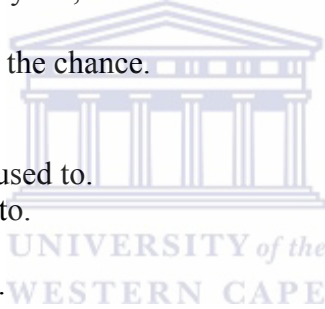 the chance.
used to.
to.
UNIVERSITY of the
WESTERN CAPE